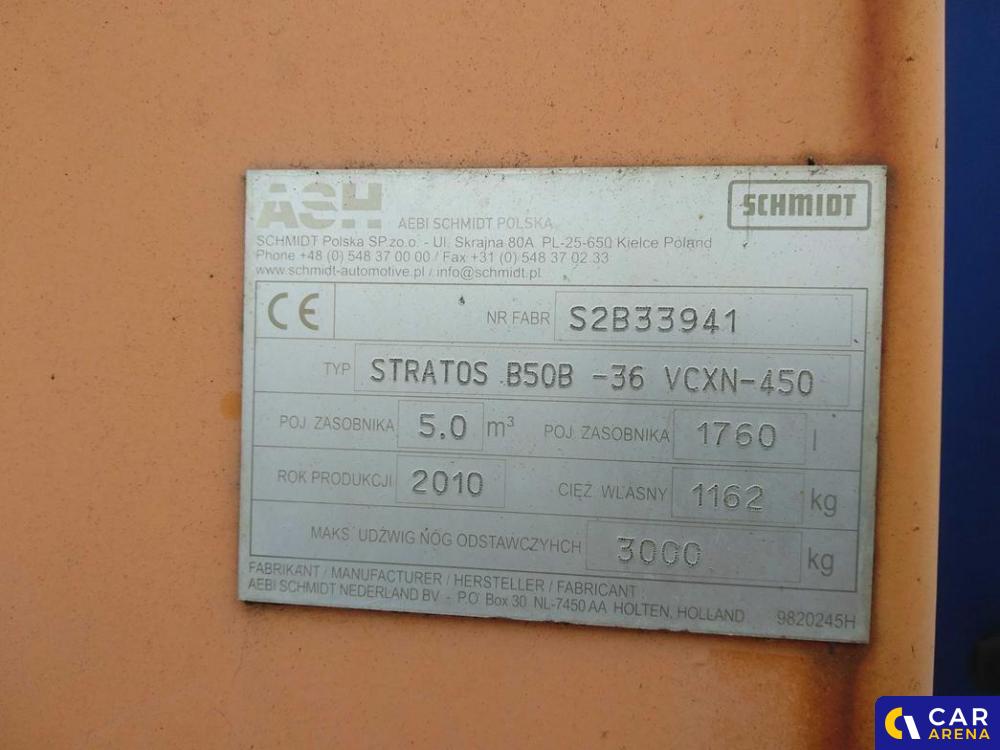 ASH AEBI SCHMIDT POLSKA
SCHMIDT
SCHMIDT Polska SP.zo.o. - Ul. Skrajna 80A PL-25-650 Kielce Poland
Phone +48 (0) 548 37 00 00 / Fax +31 (0) 548 37 02 33
www.schmidt-automotive.pl / info@schmidt.pl
CE NR FABR S2B33941
TYP STRATOS B50B -36 VCXN-450
POJ. ZASOBNIKA 5.0 m³ POJ. ZASOBNIKA 1760 l
ROK PRODUKCJI 2010 CIĘŻ. WLASNY 1162 kg
MAKS. UDŹWIG NÓG ODSTAWCZYHCH 3000 kg
FABRIKANT / MANUFACTURER / HERSTELLER / FABRICANT
AEBI SCHMIDT NEDERLAND BV - P.O. Box 30 NL-7450 AA HOLTEN, HOLLAND 9820245H
CAR
ARENA